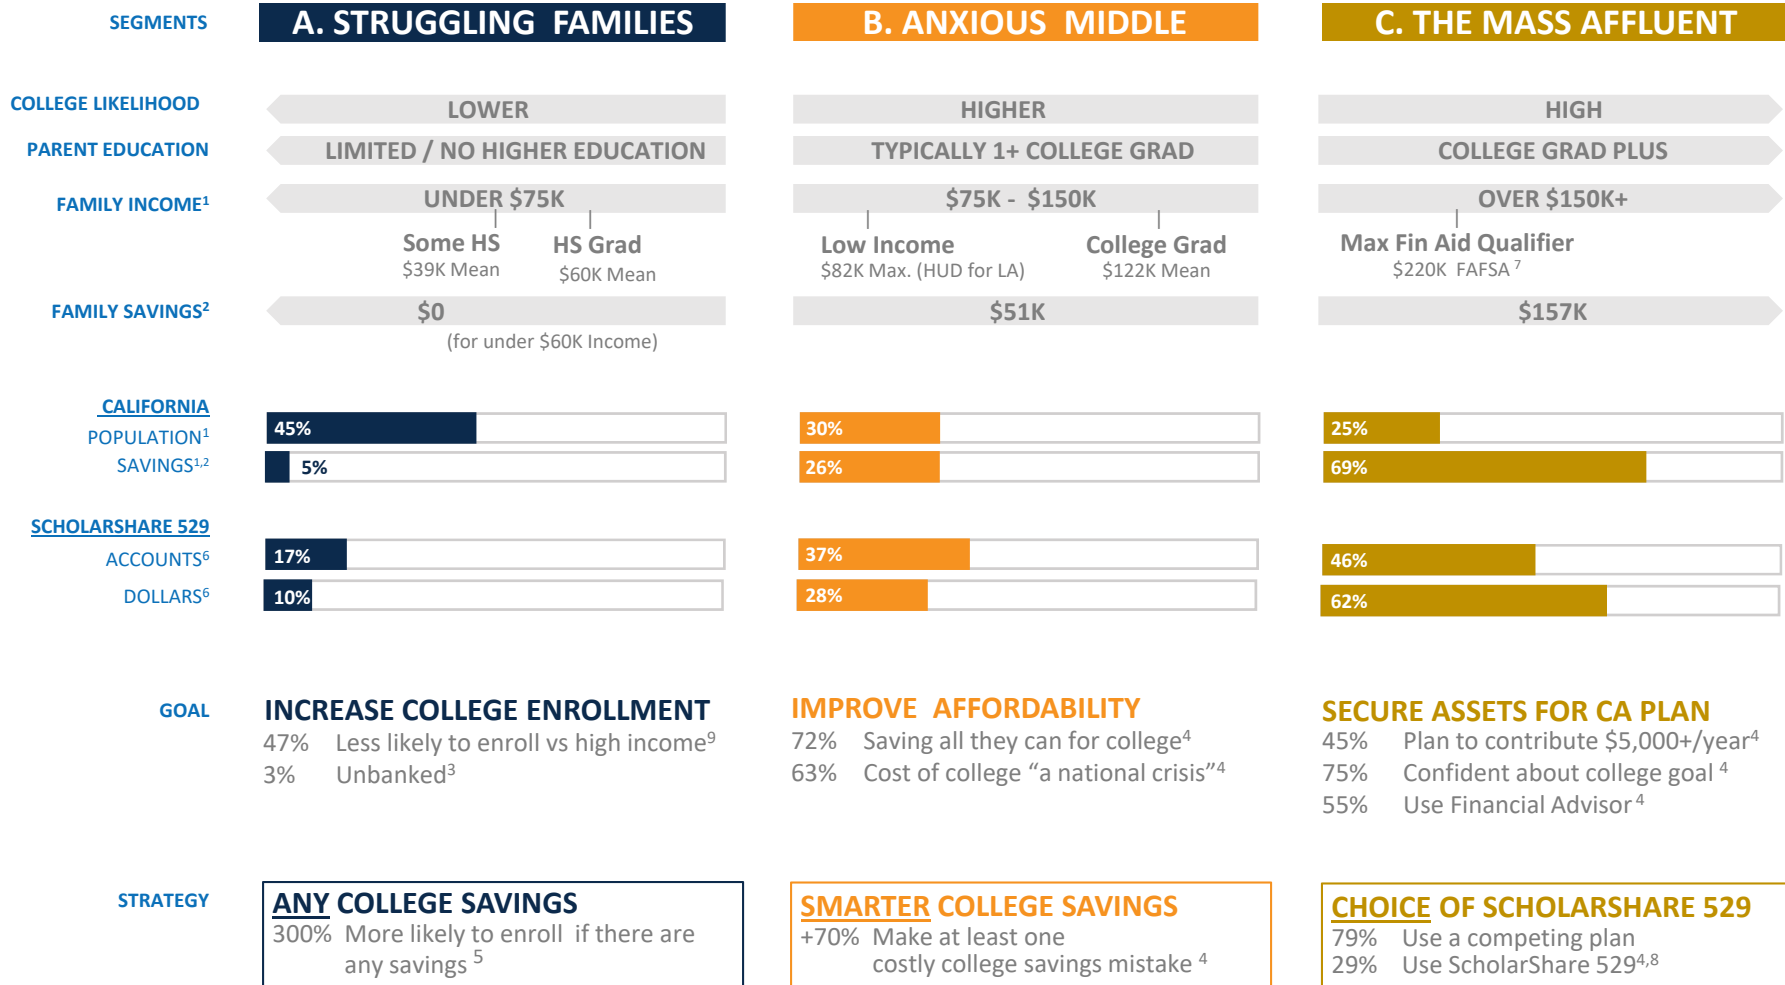 SEGMENTS
A. STRUGGLING FAMILIES
B. ANXIOUS MIDDLE
C. THE MASS AFFLUENT
COLLEGE LIKELIHOOD
LOWER
HIGHER
HIGH
PARENT EDUCATION
LIMITED / NO HIGHER EDUCATION
TYPICALLY 1+ COLLEGE GRAD
COLLEGE GRAD PLUS
FAMILY INCOME¹
UNDER $75K
$75K - $150K
OVER $150K+
Some HS
$39K Mean
HS Grad
$60K Mean
Low Income
$82K Max. (HUD for LA)
College Grad
$122K Mean
Max Fin Aid Qualifier
$220K FAFSA ⁷
FAMILY SAVINGS²
$0
(for under $60K Income)
$51K
$157K
CALIFORNIA
POPULATION¹
45%
30%
25%
SAVINGS¹,²
5%
26%
69%
SCHOLARSHARE 529
ACCOUNTS⁶
17%
37%
46%
DOLLARS⁶
10%
28%
62%
GOAL
INCREASE COLLEGE ENROLLMENT
47% Less likely to enroll vs high income⁹
3% Unbanked³
IMPROVE AFFORDABILITY
72% Saving all they can for college⁴
63% Cost of college “a national crisis”⁴
SECURE ASSETS FOR CA PLAN
45% Plan to contribute $5,000+/year⁴
75% Confident about college goal ⁴
55% Use Financial Advisor ⁴
STRATEGY
ANY COLLEGE SAVINGS
300% More likely to enroll if there are
any savings ⁵
SMARTER COLLEGE SAVINGS
+70% Make at least one
costly college savings mistake ⁴
CHOICE OF SCHOLARSHARE 529
79% Use a competing plan
29% Use ScholarShare 529⁴,⁸